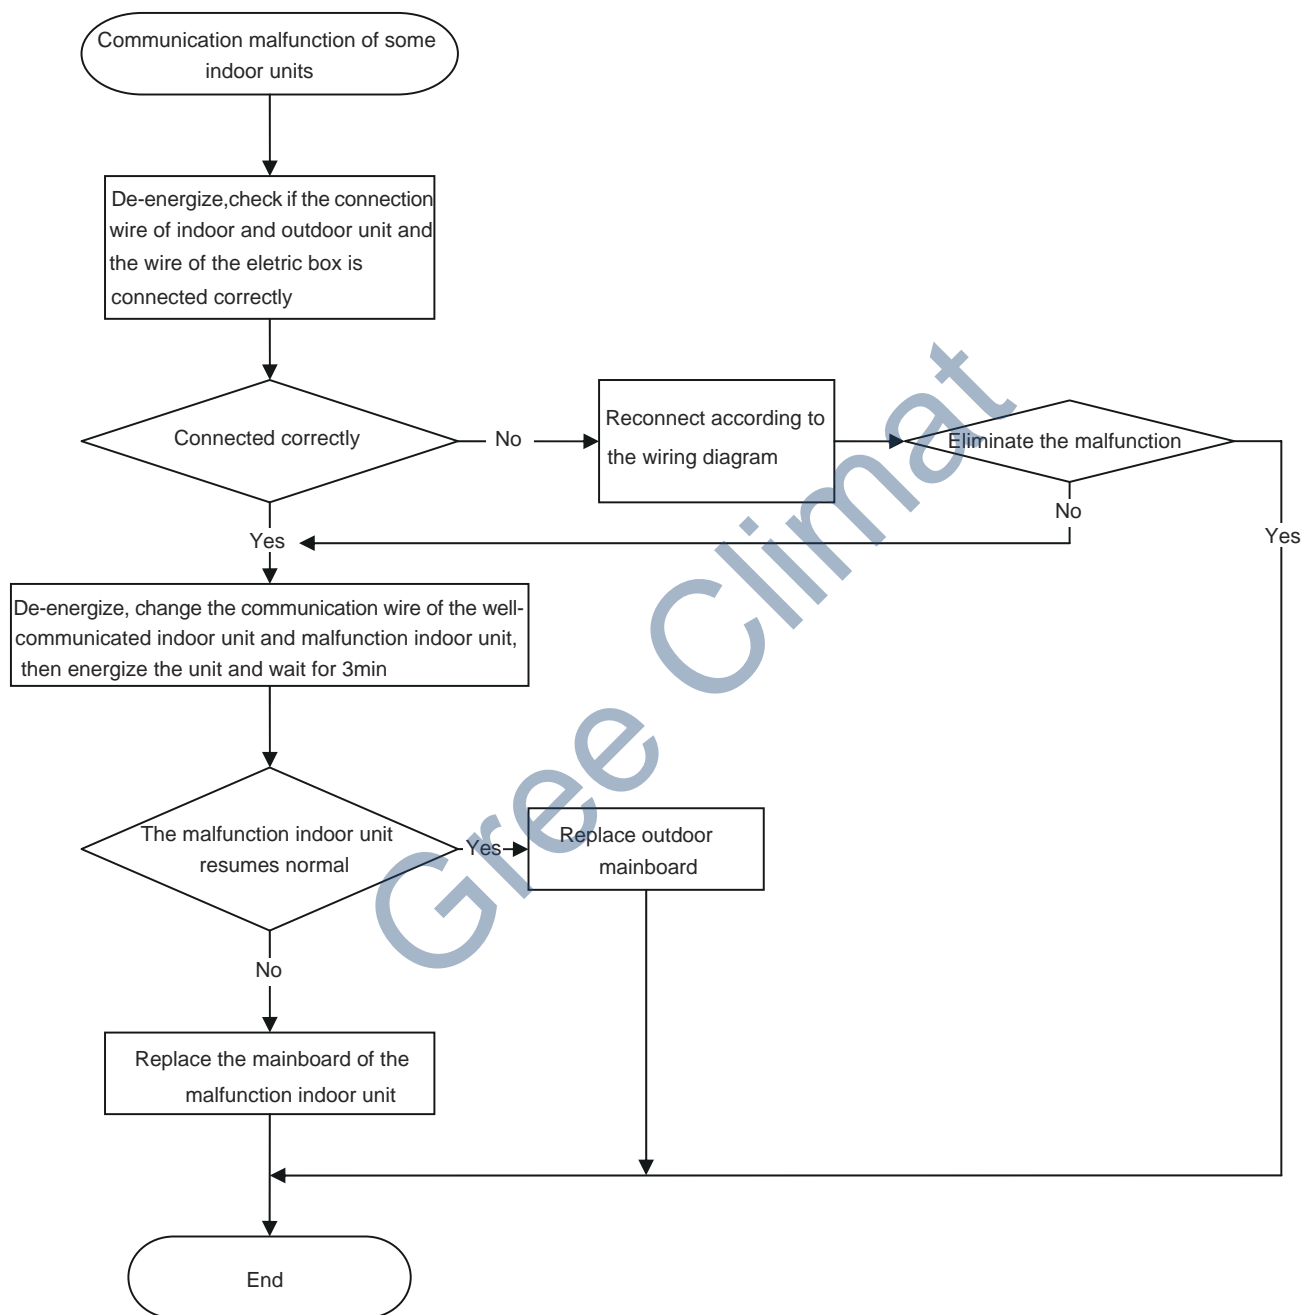 Communication malfunction of some
indoor units
De-energize,check if the connection
wire of indoor and outdoor unit and
the wire of the eletric box is
connected correctly
Connected correctly
No
Reconnect according to
the wiring diagram
Eliminate the malfunction
No
Yes
Yes
De-energize, change the communication wire of the well-
communicated indoor unit and malfunction indoor unit,
then energize the unit and wait for 3min
The malfunction indoor unit
resumes normal
Yes
Replace outdoor
mainboard
No
Replace the mainboard of the
malfunction indoor unit
End
Gree Climat